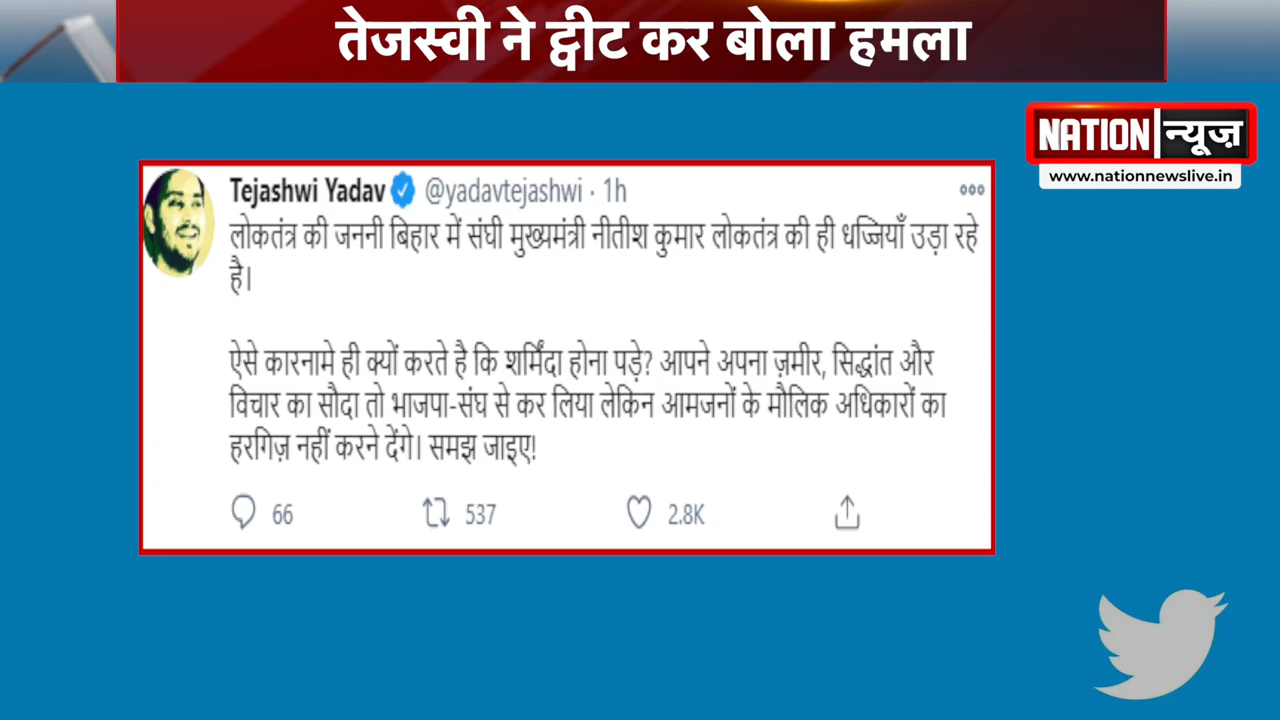 तेजस्वी ने ट्वीट कर बोला हमला
NATION न्यूज़
www.nationnewslive.in
Tejashwi Yadav @yadavtejashwi · 1h
लोकतंत्र की जननी बिहार में संघी मुख्यमंत्री नीतीश कुमार लोकतंत्र की ही धज्जियाँ उड़ा रहे
है।
ऐसे कारनामे ही क्यों करते है कि शर्मिंदा होना पड़े? आपने अपना ज़मीर, सिद्धांत और
विचार का सौदा तो भाजपा-संघ से कर लिया लेकिन आमजनों के मौलिक अधिकारों का
हरगिज़ नहीं करने देंगे। समझ जाइए!
66 537 2.8K